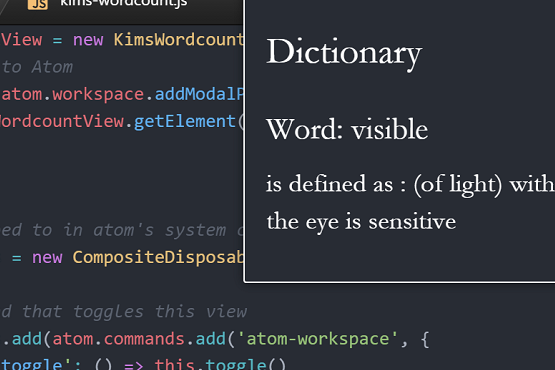 JS kims-wordcount.js
View = new KimsWordcount
to Atom
atom.workspace.addModalP
WordcountView.getElement(
ed to in atom's system c
= new CompositeDisposab
d that toggles this view
.add(atom.commands.add('atom-workspace', {
toggle': () => this.toggle()
Dictionary
Word: visible
is defined as : (of light) with
the eye is sensitive